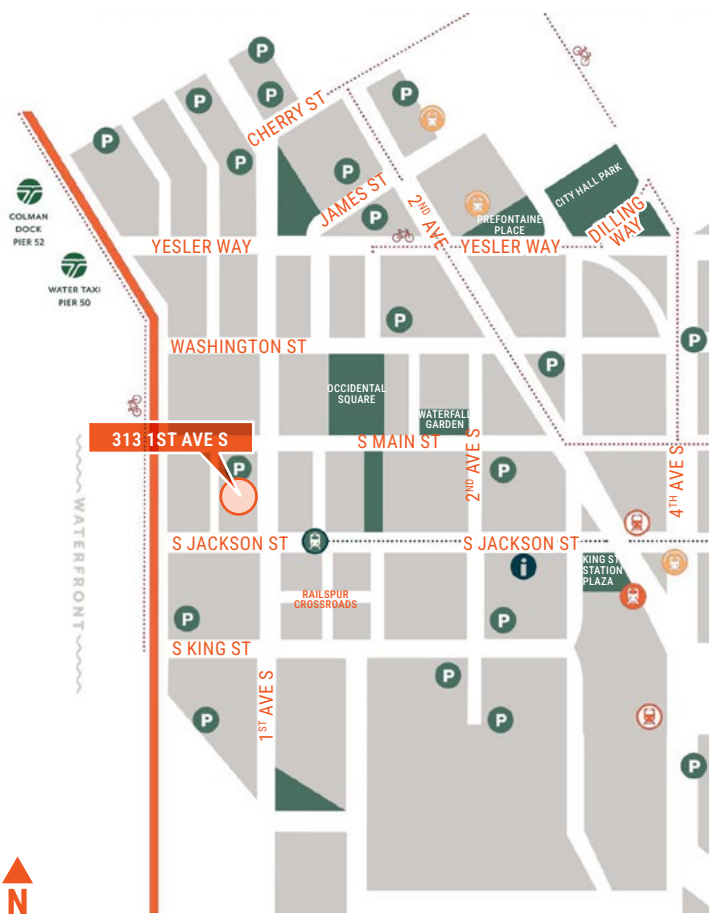 P
P
P
P
CHERRY ST
P
P
P
P
CITY HALL PARK
COLMAN
DOCK
PIER 52
JAMES ST
2ND AVE
PREFONTAINE
PLACE
DILLING
WAY
YESLER WAY
YESLER WAY
WATER TAXI
PIER 50
P
P
WASHINGTON ST
P
OCCIDENTAL
SQUARE
WATERFALL
GARDEN
313 1ST AVE S
S MAIN ST
2ND AVE S
4TH AVE S
P
P
WATERFRONT
S JACKSON ST
S JACKSON ST
i
KING ST
STATION
PLAZA
RAILSPUR
CROSSROADS
P
P
S KING ST
P
1ST AVE S
P
P
P
N